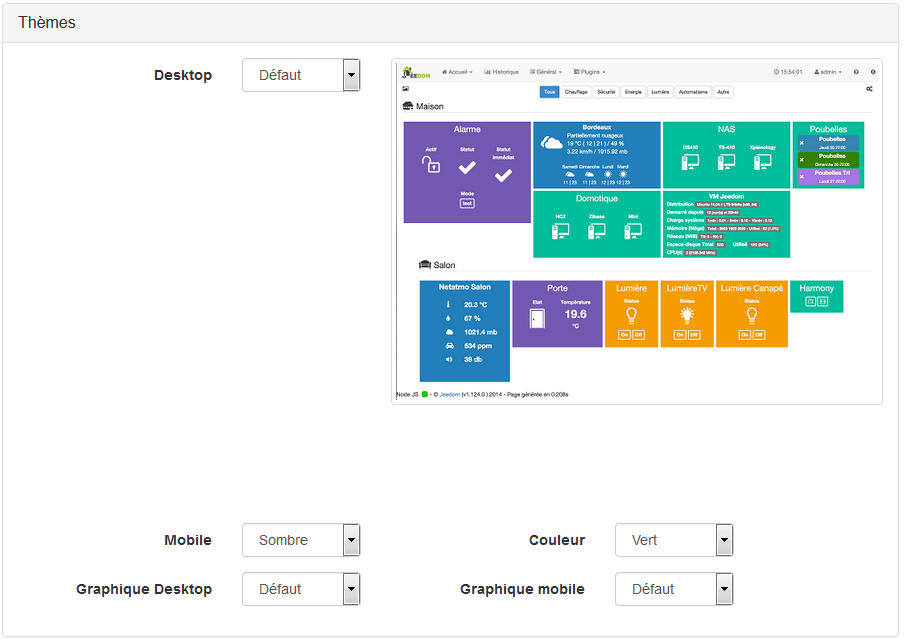 Thèmes
Desktop Défaut
JEEDOM Accueil Historique Général Plugins 15:54:01 admin
Tous Chauffage Sécurité Energie Lumière Automatisme Autre
Maison
Alarme
Actif Statut Statut immédiat
Mode
Bordeaux
Partiellement nuageux
19 °C ( 12 | 21 ) / 49 %
3.22 km/h / 1015.92 mb
Samedi Dimanche Lundi Mardi
11 | 23 11 | 23 12 | 23 12 | 23
NAS
DS410 TS-410 Xpenology
Poubelles
Poubelles
Jeudi 30 22:00
Poubelles
Dimanche 26 22:00
Poubelles Tri
Lundi 27 22:00
Domotique
HC2 Zibase Mini
VM Jeedom
Distribution
Demarré depuis
Charge système
Mémoire (Méga)
Réseau (MiB)
Espace disque Total Utilisé
CPU(s)
Salon
Netatmo Salon
20.3 °C
67 %
1021.4 mb
534 ppm
38 db
Porte
Etat Température
19.6
°C
Lumière
Status
On Off
LumièreTV
Status
On Off
Lumière Canapé
Status
On Off
Harmony
Node JS - © Jeedom (v1.124.0 ) 2014 - Page générée en 0.208s
Mobile Sombre Couleur Vert
Graphique Desktop Défaut Graphique mobile Défaut